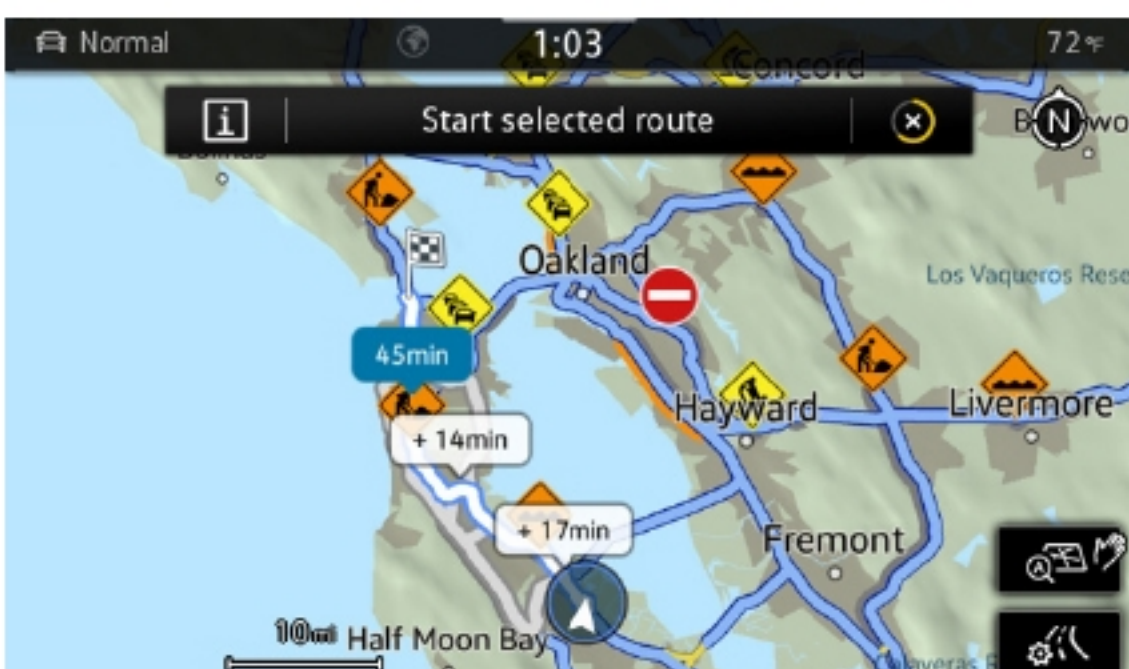 Normal
1:03
72°F
Concord
i
Start selected route
N
Oakland
Los Vaqueros Rese
45min
Hayward
Livermore
+ 14min
+ 17min
Fremont
10mi
Half Moon Bay